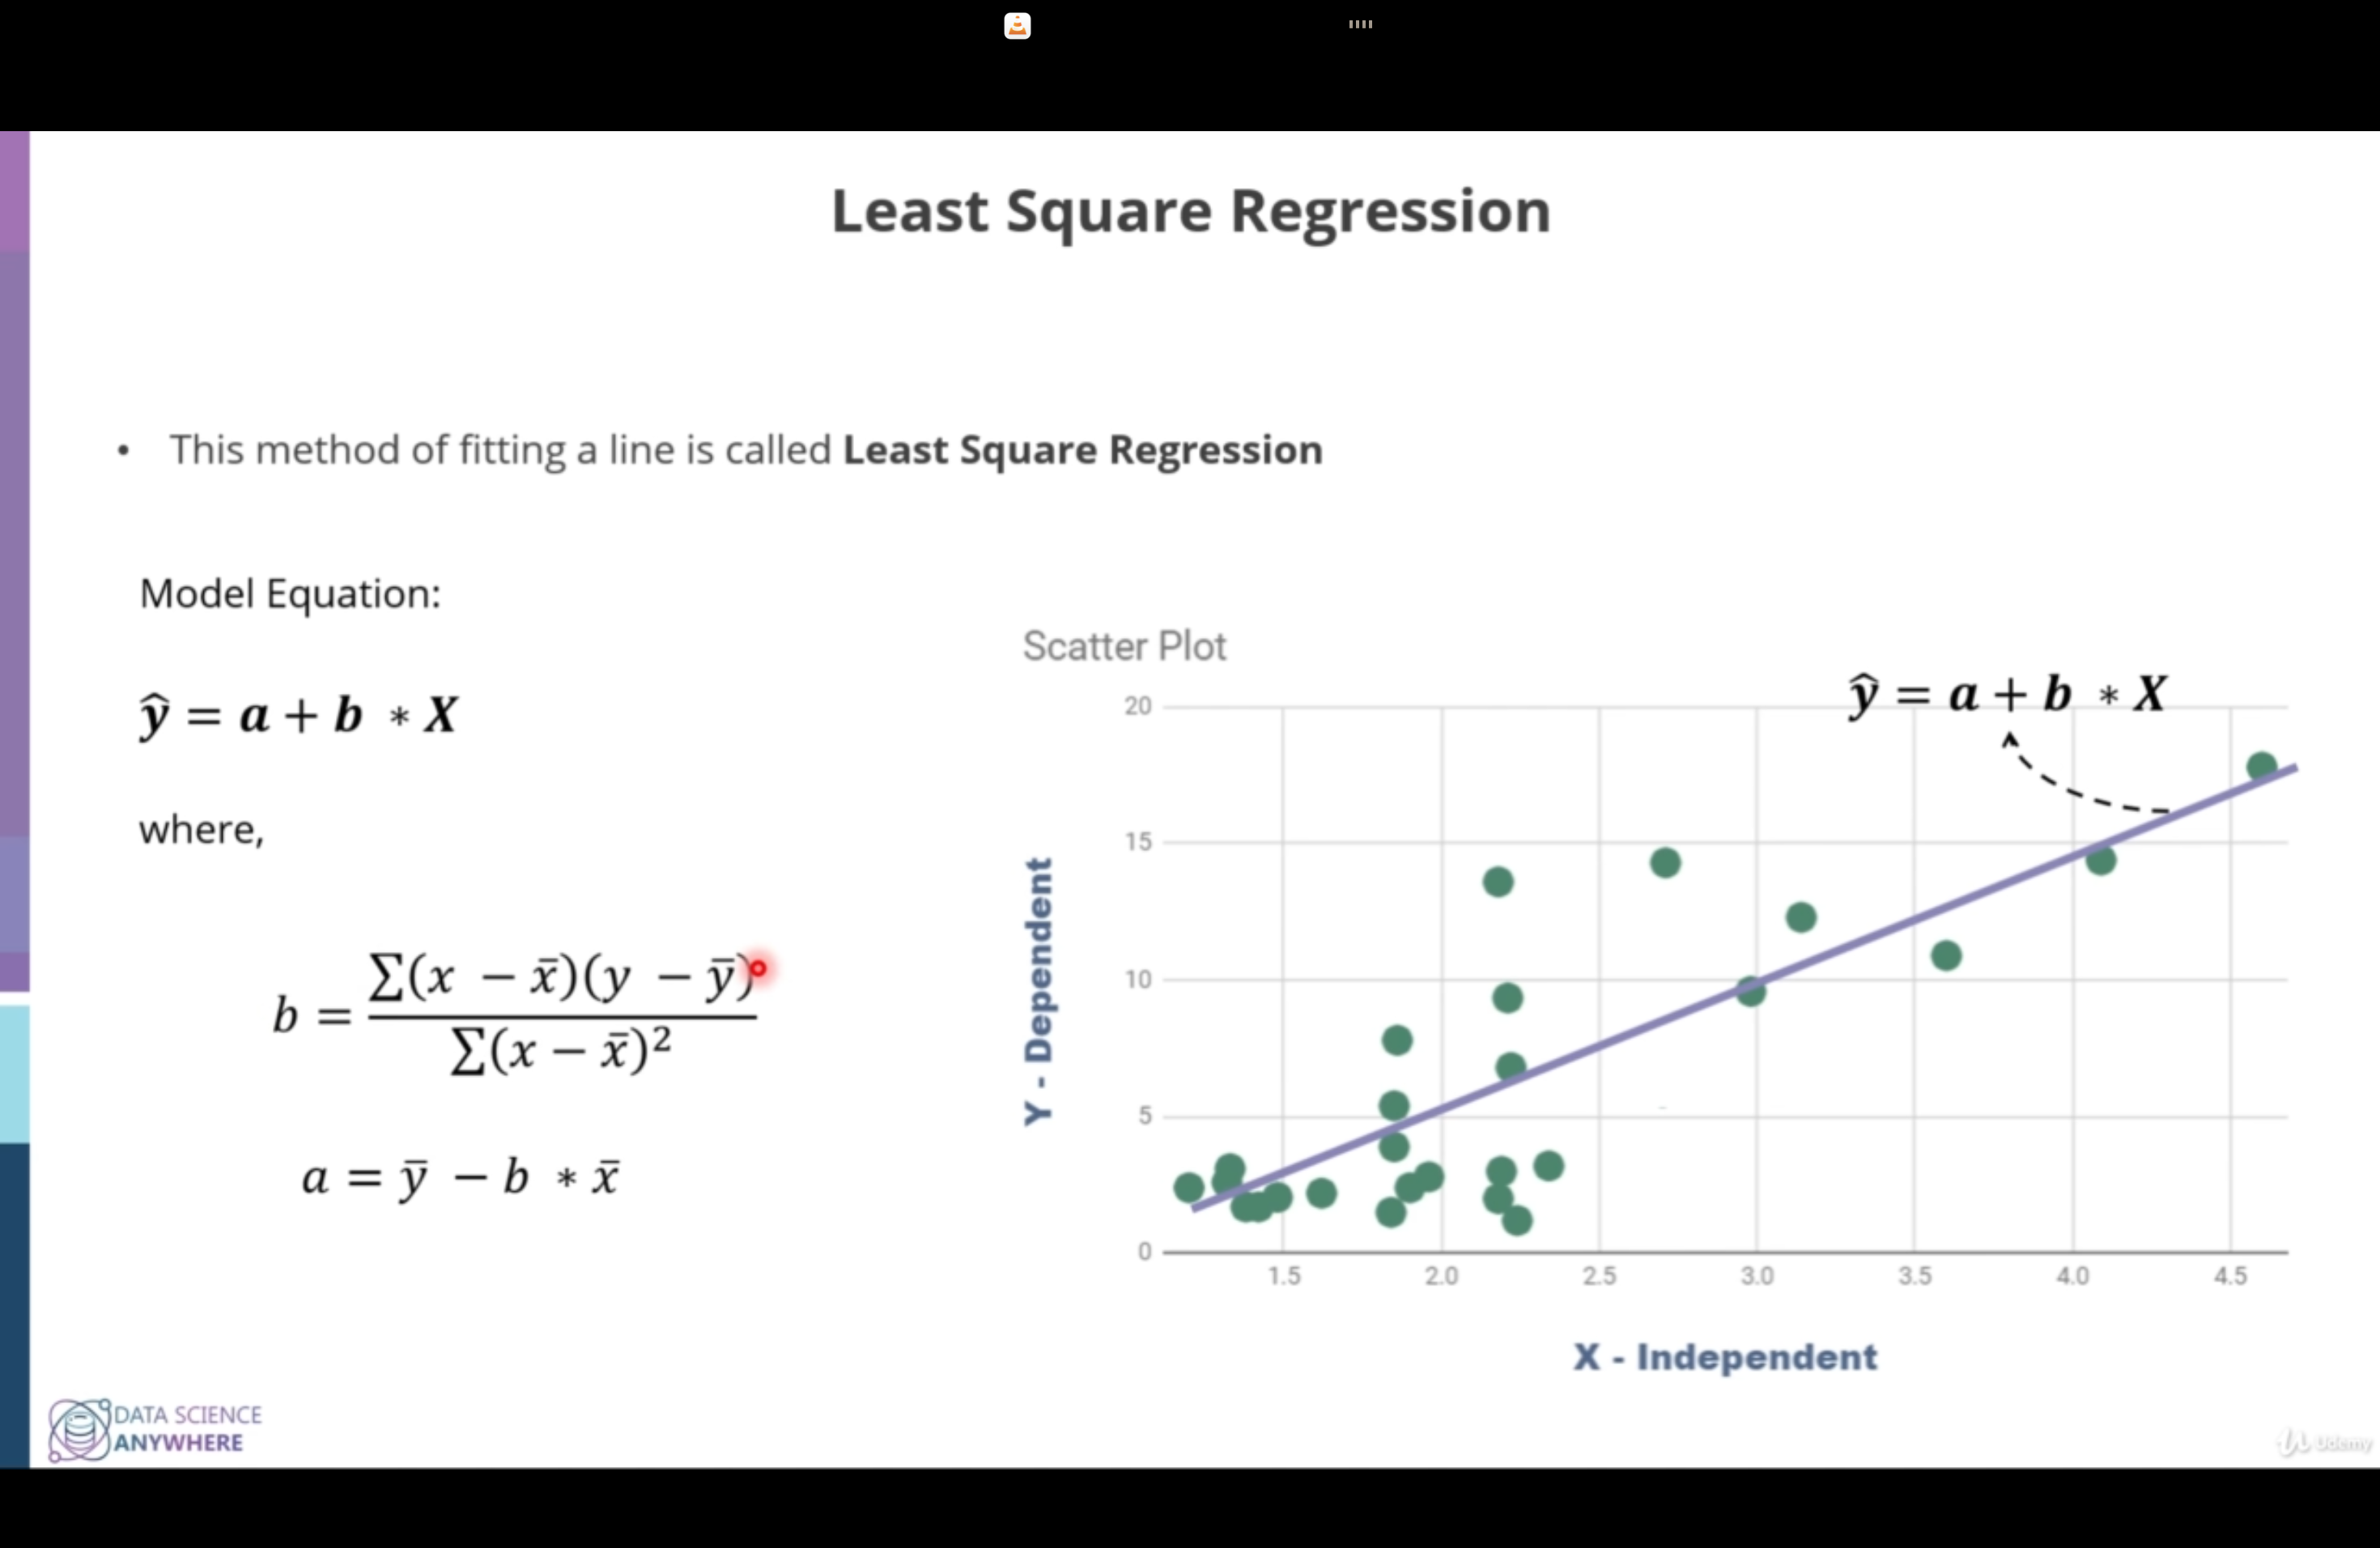 Least Square Regression
• This method of fitting a line is called Least Square Regression
Model Equation:
ŷ = a + b * X
where,
b = ∑(x − x̄)(y − ȳ) / ∑(x − x̄)²
a = ȳ − b * x̄
Scatter Plot
ŷ = a + b * X
20
15
10
5
0
Y - Dependent
1.5 2.0 2.5 3.0 3.5 4.0 4.5
X - Independent
DATA SCIENCE
ANYWHERE
Udemy